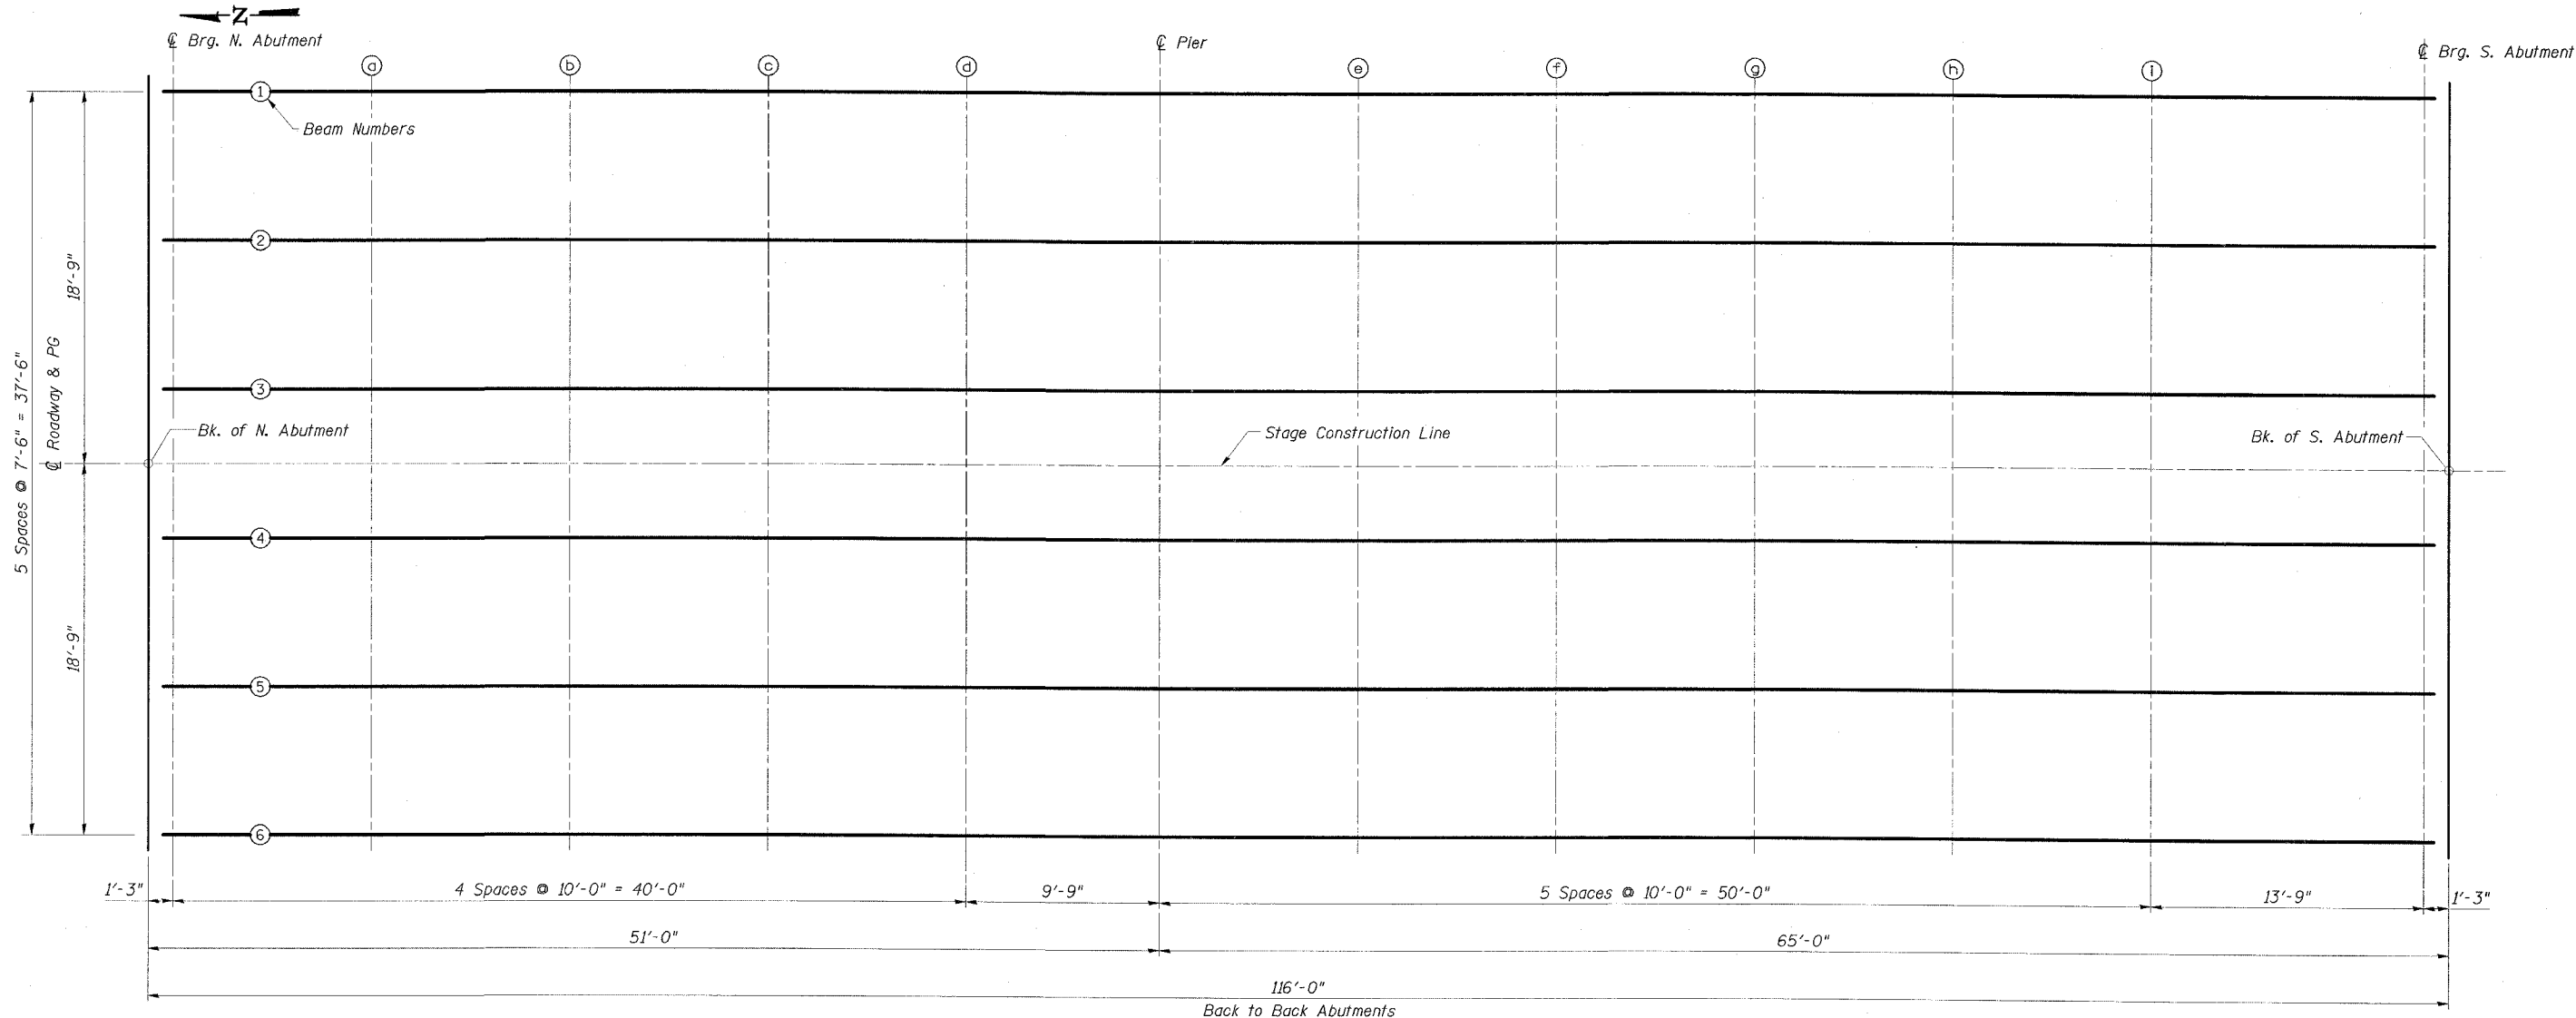 Z
℄ Brg. N. Abutment
℄ Pier
℄ Brg. S. Abutment
a
b
c
d
e
f
g
h
i
1
Beam Numbers
2
18'-9"
5 Spaces @ 7'-6" = 37'-6"
℄ Roadway & PG
3
Bk. of N. Abutment
Stage Construction Line
Bk. of S. Abutment
4
18'-9"
5
6
1'-3"
4 Spaces @ 10'-0" = 40'-0"
9'-9"
5 Spaces @ 10'-0" = 50'-0"
13'-9"
1'-3"
51'-0"
65'-0"
116'-0"
Back to Back Abutments